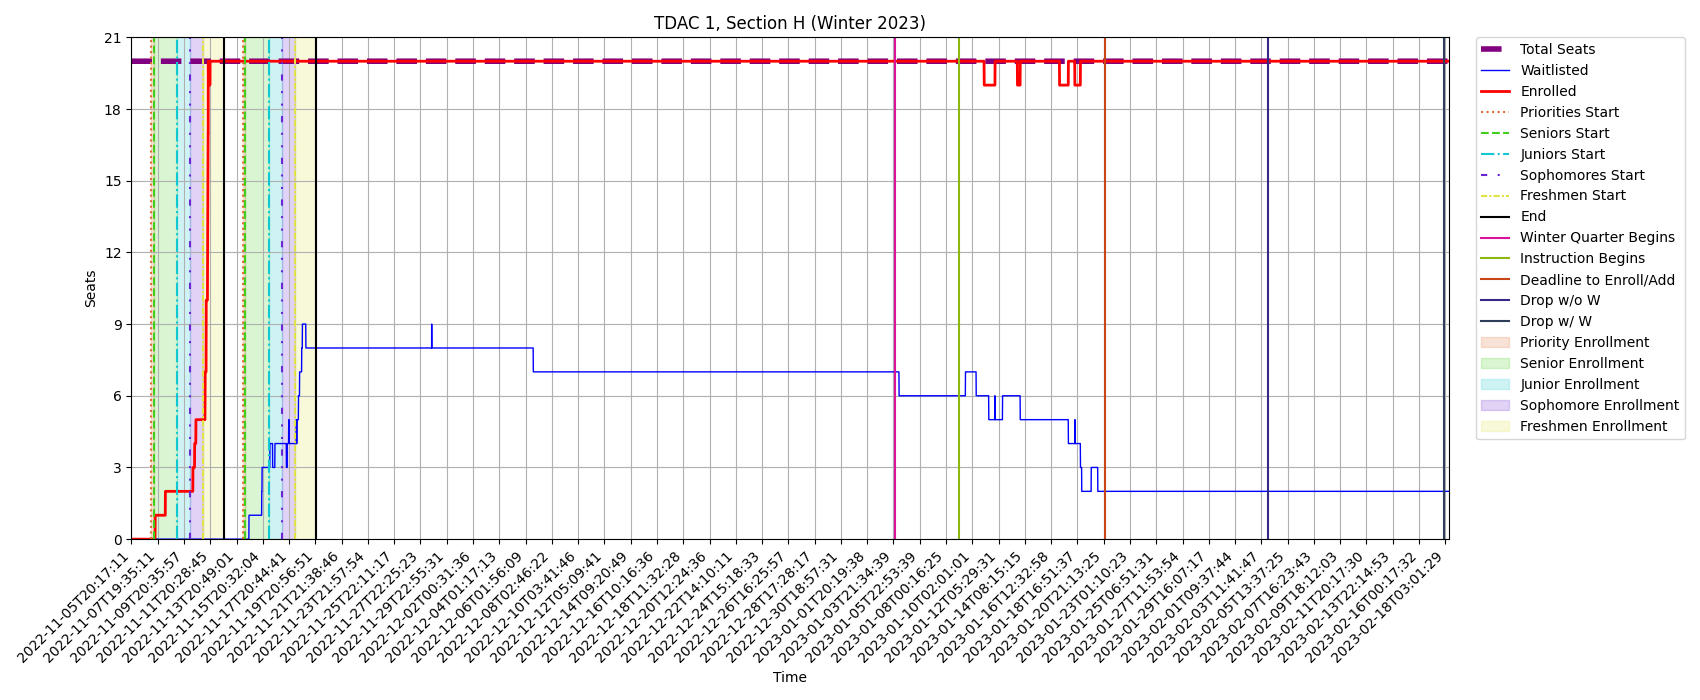 TDAC 1, Section H (Winter 2023)
Seats
21
18
15
12
9
6
3
0
2022-11-05T20:17:11
2022-11-07T19:35:11
2022-11-09T20:35:57
2022-11-11T20:28:45
2022-11-13T20:49:01
2022-11-15T20:32:04
2022-11-17T20:44:41
2022-11-19T20:56:51
2022-11-21T21:38:46
2022-11-23T21:57:54
2022-11-25T22:11:17
2022-11-27T22:25:23
2022-11-29T22:55:31
2022-12-02T00:31:36
2022-12-04T01:17:13
2022-12-06T01:56:09
2022-12-08T02:46:22
2022-12-10T03:41:46
2022-12-12T05:09:41
2022-12-14T09:20:49
2022-12-16T10:16:36
2022-12-18T11:32:28
2022-12-20T12:24:36
2022-12-22T14:10:11
2022-12-24T15:18:33
2022-12-26T16:25:57
2022-12-28T17:28:17
2022-12-30T18:57:31
2023-01-01T20:19:38
2023-01-03T21:34:39
2023-01-05T22:53:39
2023-01-08T00:16:25
2023-01-10T02:01:01
2023-01-12T05:29:31
2023-01-14T08:15:15
2023-01-16T12:32:58
2023-01-18T16:51:37
2023-01-20T21:13:25
2023-01-23T01:10:23
2023-01-25T06:51:31
2023-01-27T11:53:54
2023-01-29T16:07:17
2023-02-01T09:37:44
2023-02-03T11:41:47
2023-02-05T13:37:25
2023-02-07T16:23:43
2023-02-09T18:12:03
2023-02-11T20:17:30
2023-02-13T22:14:53
2023-02-16T00:17:32
2023-02-18T03:01:29
Time
Total Seats
Waitlisted
Enrolled
Priorities Start
Seniors Start
Juniors Start
Sophomores Start
Freshmen Start
End
Winter Quarter Begins
Instruction Begins
Deadline to Enroll/Add
Drop w/o W
Drop w/ W
Priority Enrollment
Senior Enrollment
Junior Enrollment
Sophomore Enrollment
Freshmen Enrollment